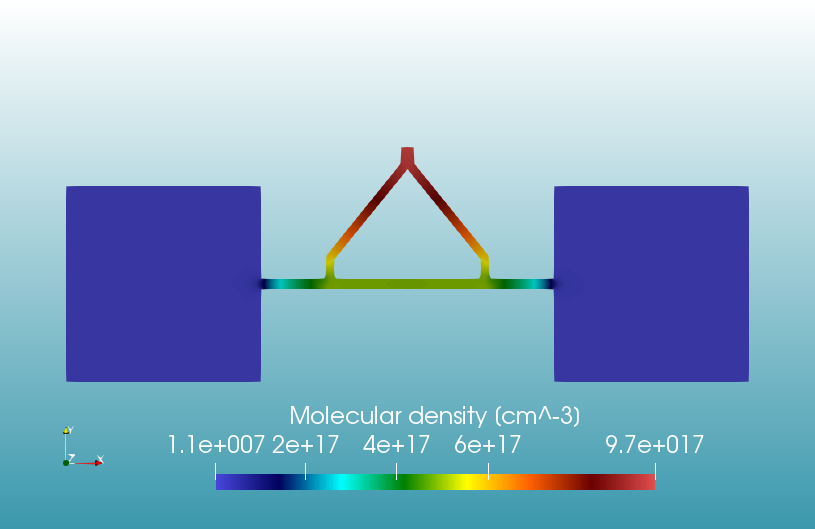 Molecular density (cm^-3)
1.1e+007 2e+17 4e+17 6e+17 9.7e+017
Y
Z X